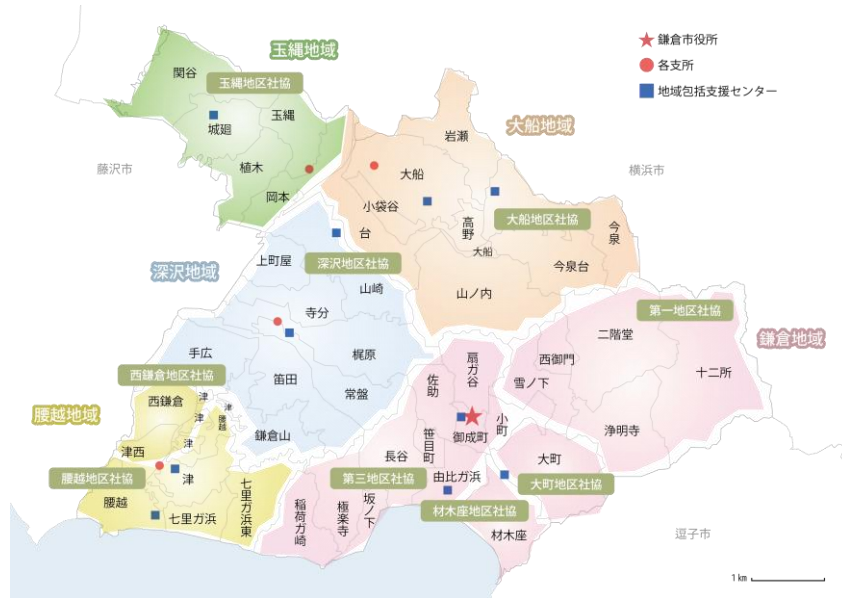 玉縄地域
関谷
玉縄地区社協
城廻
玉縄
植木
岡本
藤沢市
鎌倉市役所
各支所
地域包括支援センター
大船地域
岩瀬
大船
横浜市
小袋谷
高野
大船地区社協
台
大船
今泉
今泉台
山ノ内
深沢地域
上町屋
深沢地区社協
山崎
寺分
手広
梶原
笛田
常盤
鎌倉山
西鎌倉地区社協
西鎌倉
津
津
津
津
腰越
腰越地域
津西
腰越地区社協
津
腰越
七里ガ浜
七里ガ浜東
鎌倉地域
第一地区社協
二階堂
西御門
十二所
雪ノ下
浄明寺
扇ガ谷
佐助
小町
御成町
笹目町
長谷
由比ガ浜
第三地区社協
坂ノ下
極楽寺
稲荷ガ崎
大町
大町地区社協
材木座地区社協
材木座
逗子市
1 km